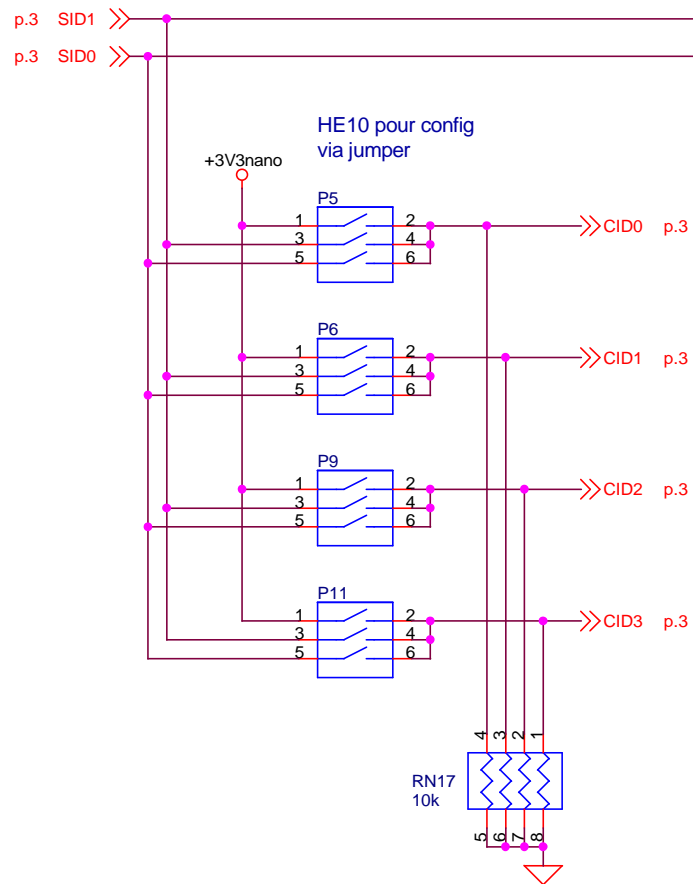 p.3 SID1
p.3 SID0
HE10 pour config
via jumper
+3V3nano
P5
1 2
3 4
5 6
CID0 p.3
P6
1 2
3 4
5 6
CID1 p.3
P9
1 2
3 4
5 6
CID2 p.3
P11
1 2
3 4
5 6
CID3 p.3
4 3 2 1
RN17
10k
5 6 7 8